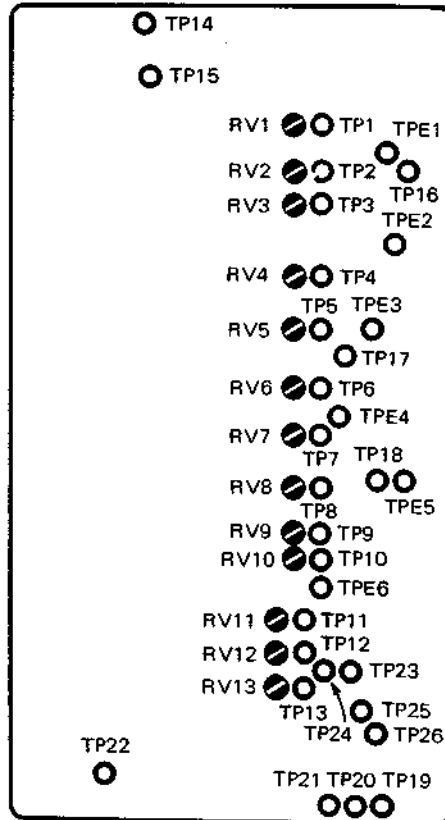 TP14
TP15
RV1 TP1 TPE1
RV2 TP2 TP16
RV3 TP3
TPE2
RV4 TP4
TP5 TPE3
RV5
TP17
RV6 TP6
TPE4
RV7
TP7 TP18
RV8
TP8 TPE5
RV9 TP9
RV10 TP10
TPE6
RV11 TP11
RV12 TP12
TP23
RV13
TP13 TP25
TP24 TP26
TP22
TP21 TP20 TP19